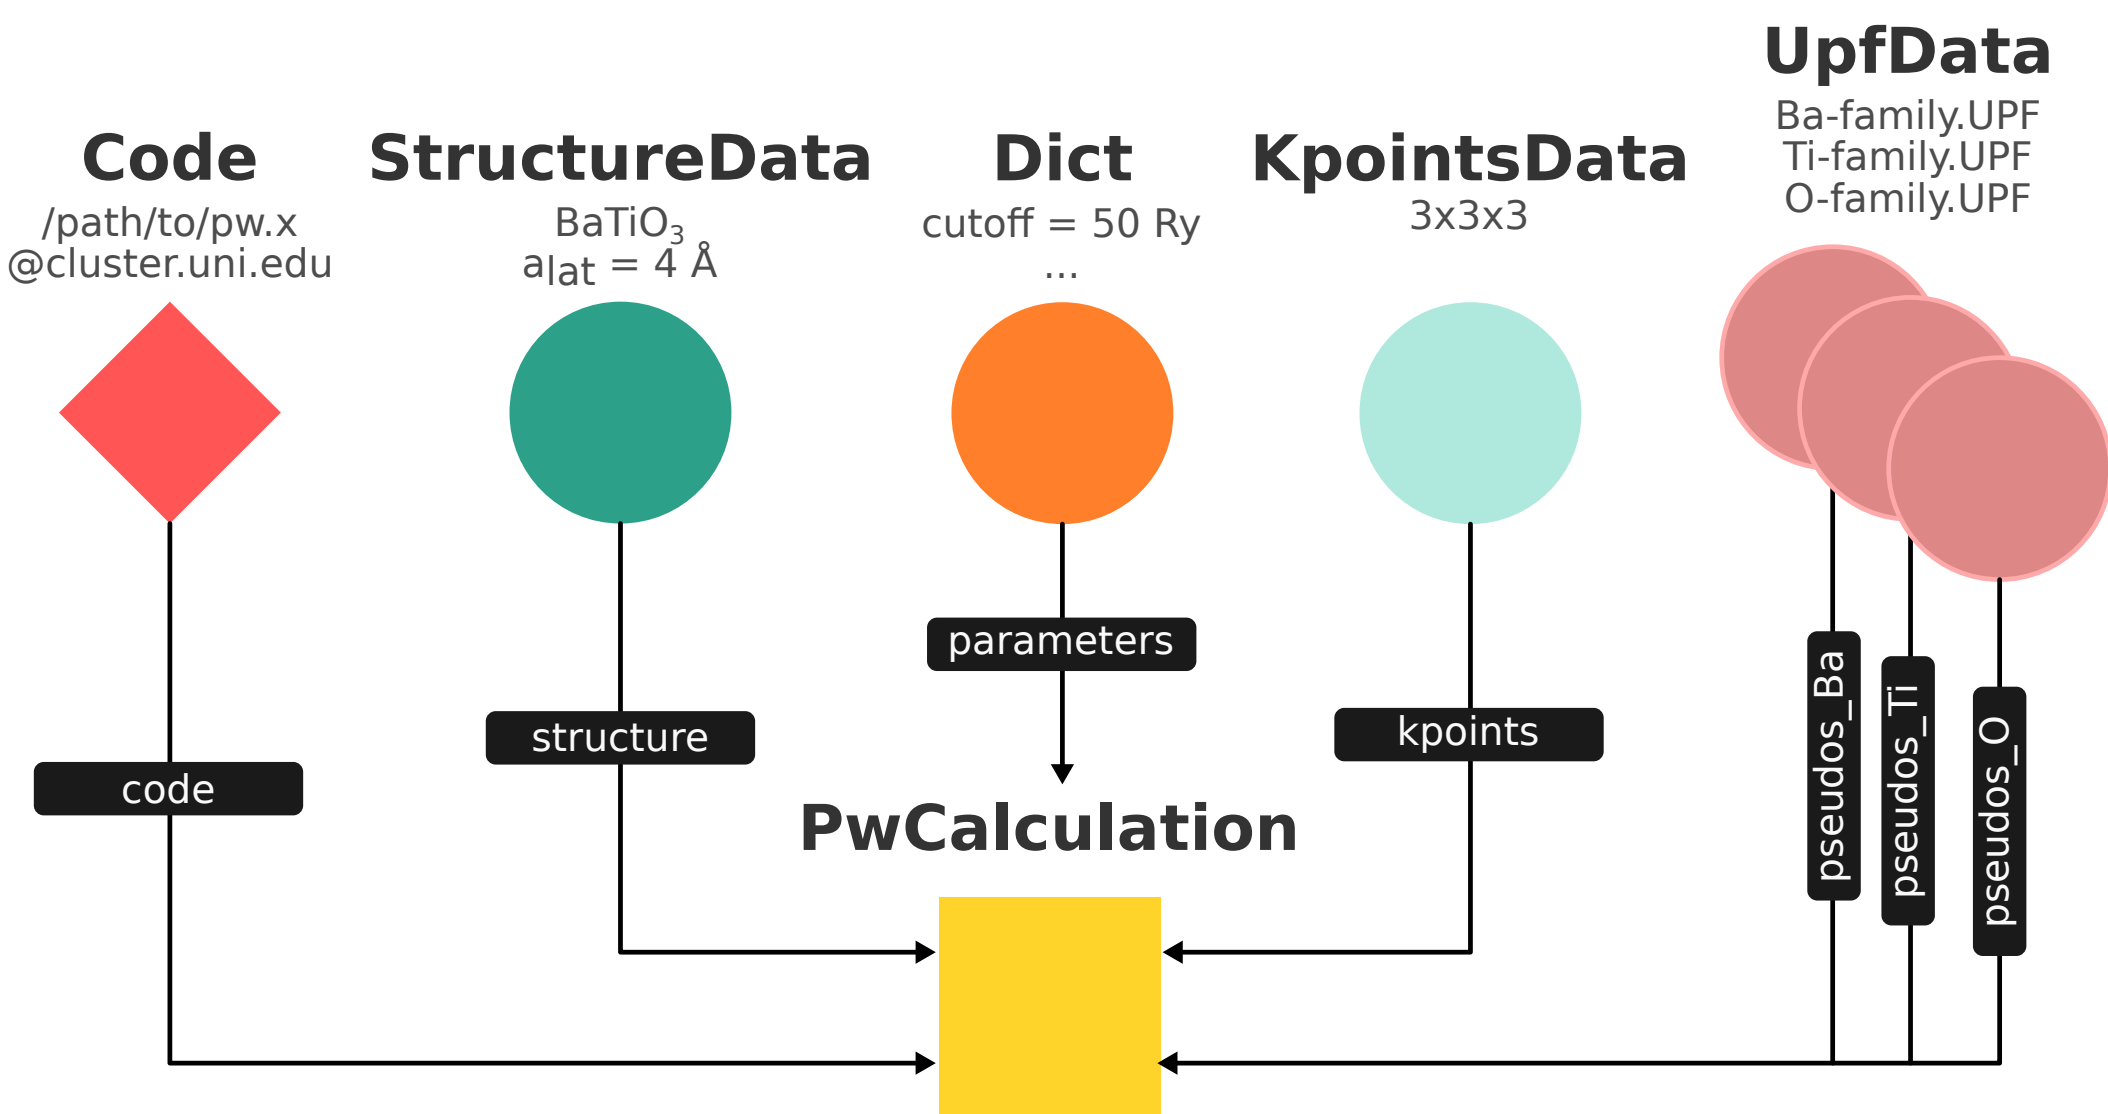 UpfData
Ba-family.UPF
Ti-family.UPF
O-family.UPF
Code
/path/to/pw.x
@cluster.uni.edu
StructureData
BaTiO3
alat = 4 Å
Dict
cutoff = 50 Ry
...
KpointsData
3x3x3
parameters
structure
kpoints
code
pseudos_Ba
pseudos_Ti
pseudos_O
PwCalculation